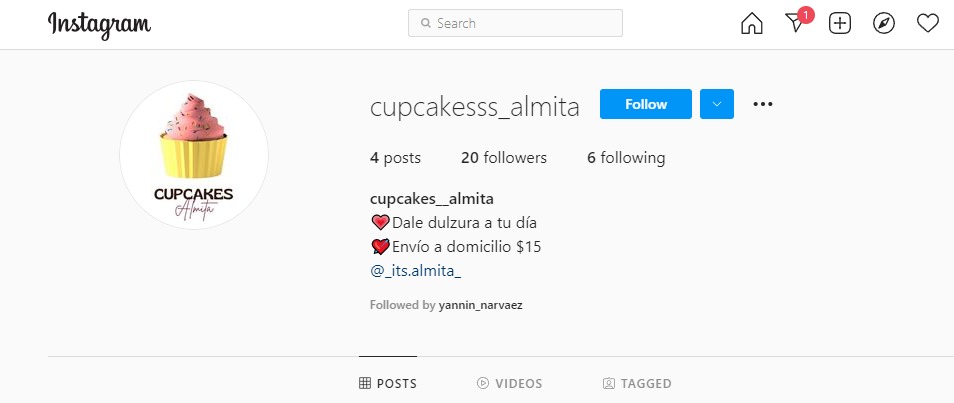 Instagram
Search
1
cupcakesss_almita Follow
4 posts 20 followers 6 following
cupcakes__almita
💗Dale dulzura a tu día
💘Envío a domicilio $15
@_its.almita_
Followed by yannin_narvaez
CUPCAKES
Almita
POSTS VIDEOS TAGGED